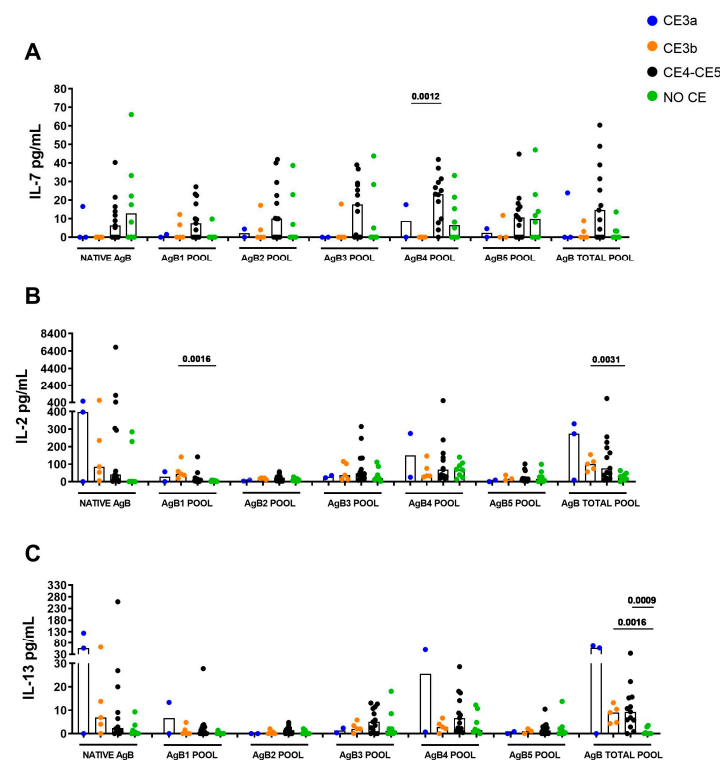 CE3a
CE3b
CE4-CE5
NO CE
A
IL-7 pg/mL
80
70
60
50
40
30
20
10
0
0.0012
NATIVE AgB
AgB1 POOL
AgB2 POOL
AgB3 POOL
AgB4 POOL
AgB5 POOL
AgB TOTAL POOL
B
IL-2 pg/mL
8400
6400
4400
2400
400
400
300
200
100
0
0.0016
0.0031
NATIVE AgB
AgB1 POOL
AgB2 POOL
AgB3 POOL
AgB4 POOL
AgB5 POOL
AgB TOTAL POOL
C
IL-13 pg/mL
330
280
230
180
130
80
30
30
20
10
0
0.0009
0.0016
NATIVE AgB
AgB1 POOL
AgB2 POOL
AgB3 POOL
AgB4 POOL
AgB5 POOL
AgB TOTAL POOL